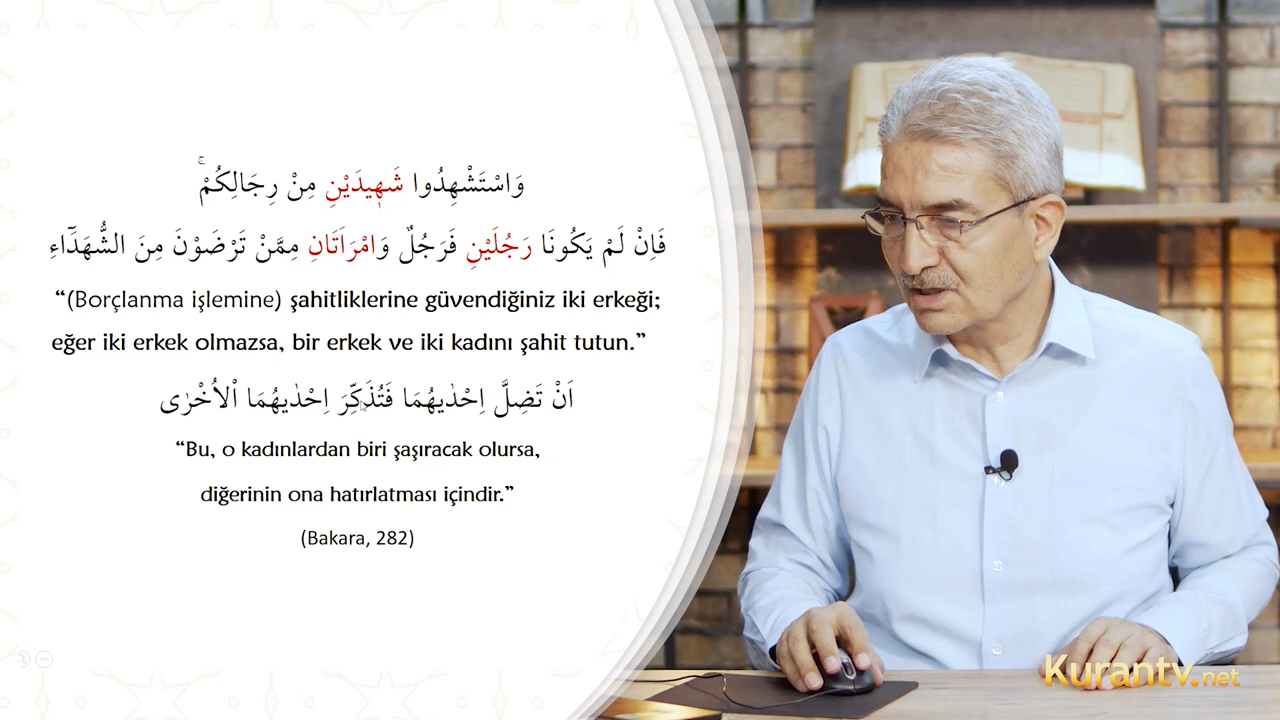 وَاسْتَشْهِدُوا شَه۪يدَيْنِ مِنْ رِجَالِكُمْۚ
فَاِنْ لَمْ يَكُونَا رَجُلَيْنِ فَرَجُلٌ وَامْرَاَتَانِ مِمَّنْ تَرْضَوْنَ مِنَ الشُّهَدَٓاءِ
“(Borçlanma işlemine) şahitliklerine güvendiğiniz iki erkeği;
eğer iki erkek olmazsa, bir erkek ve iki kadını şahit tutun.”
اَنْ تَضِلَّ اِحْدٰيهُمَا فَتُذَكِّرَ اِحْدٰيهُمَا الْاُخْرٰى
“Bu, o kadınlardan biri şaşıracak olursa,
diğerinin ona hatırlatması içindir.”
(Bakara, 282)
Kurantv.net